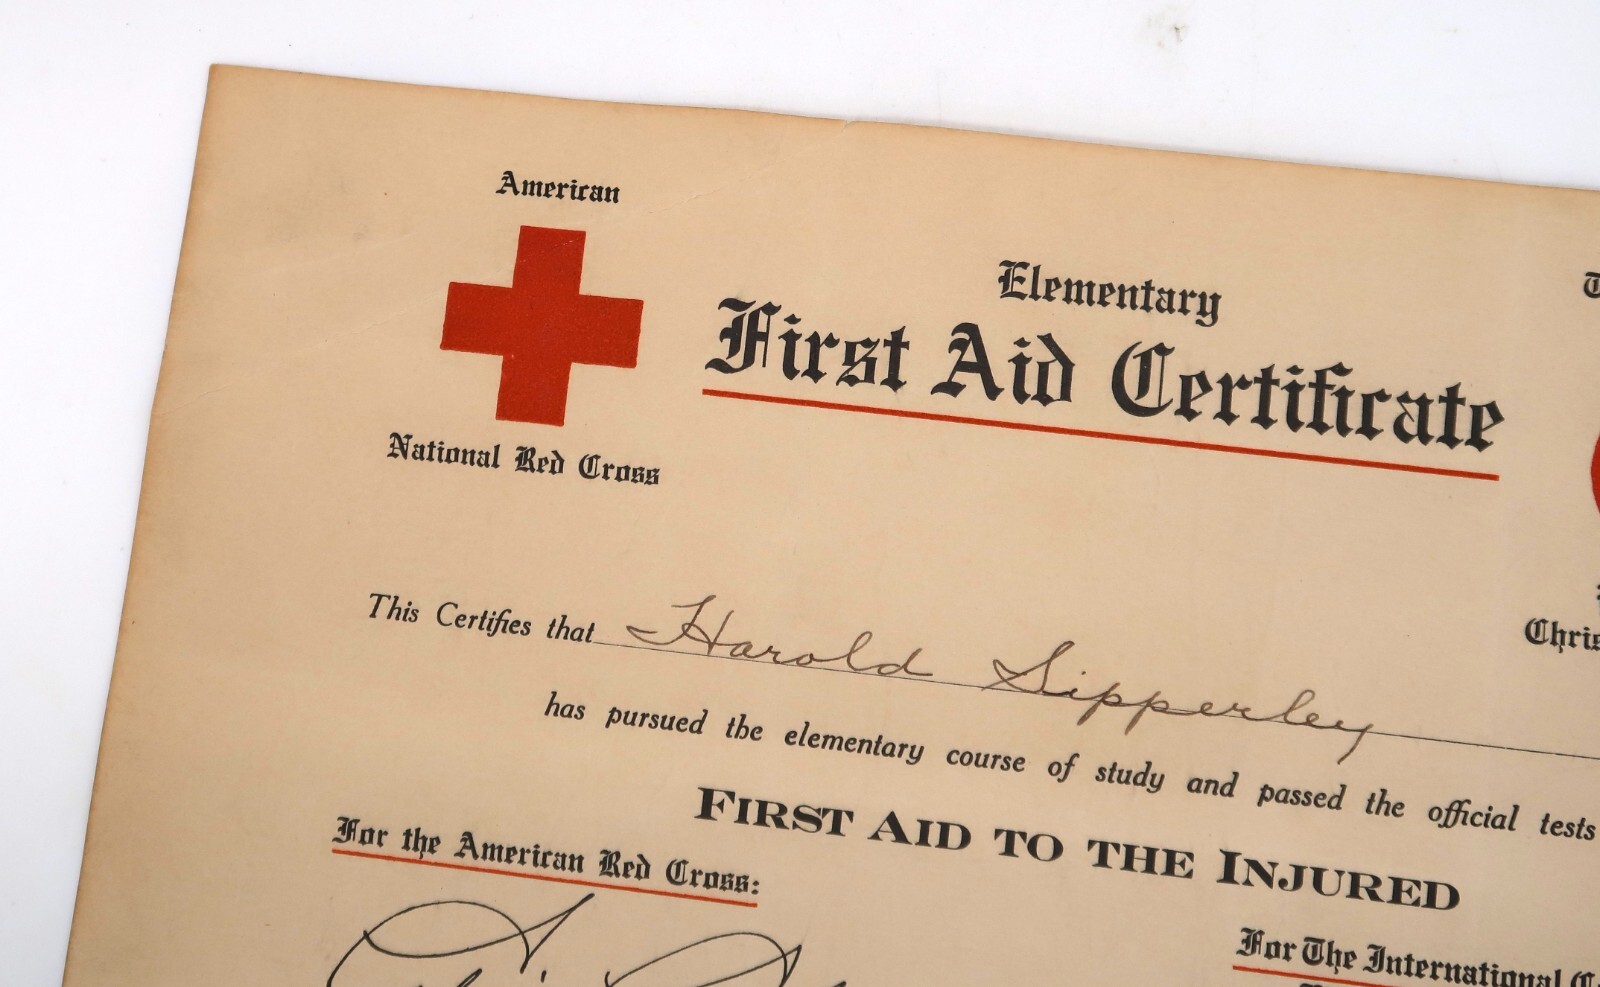 American
National Red Cross
Elementary
First Aid Certificate
This Certifies that Harold Sipperley
has pursued the elementary course of study and passed the official tests
FIRST AID TO THE INJURED
For the American Red Cross:
For The International